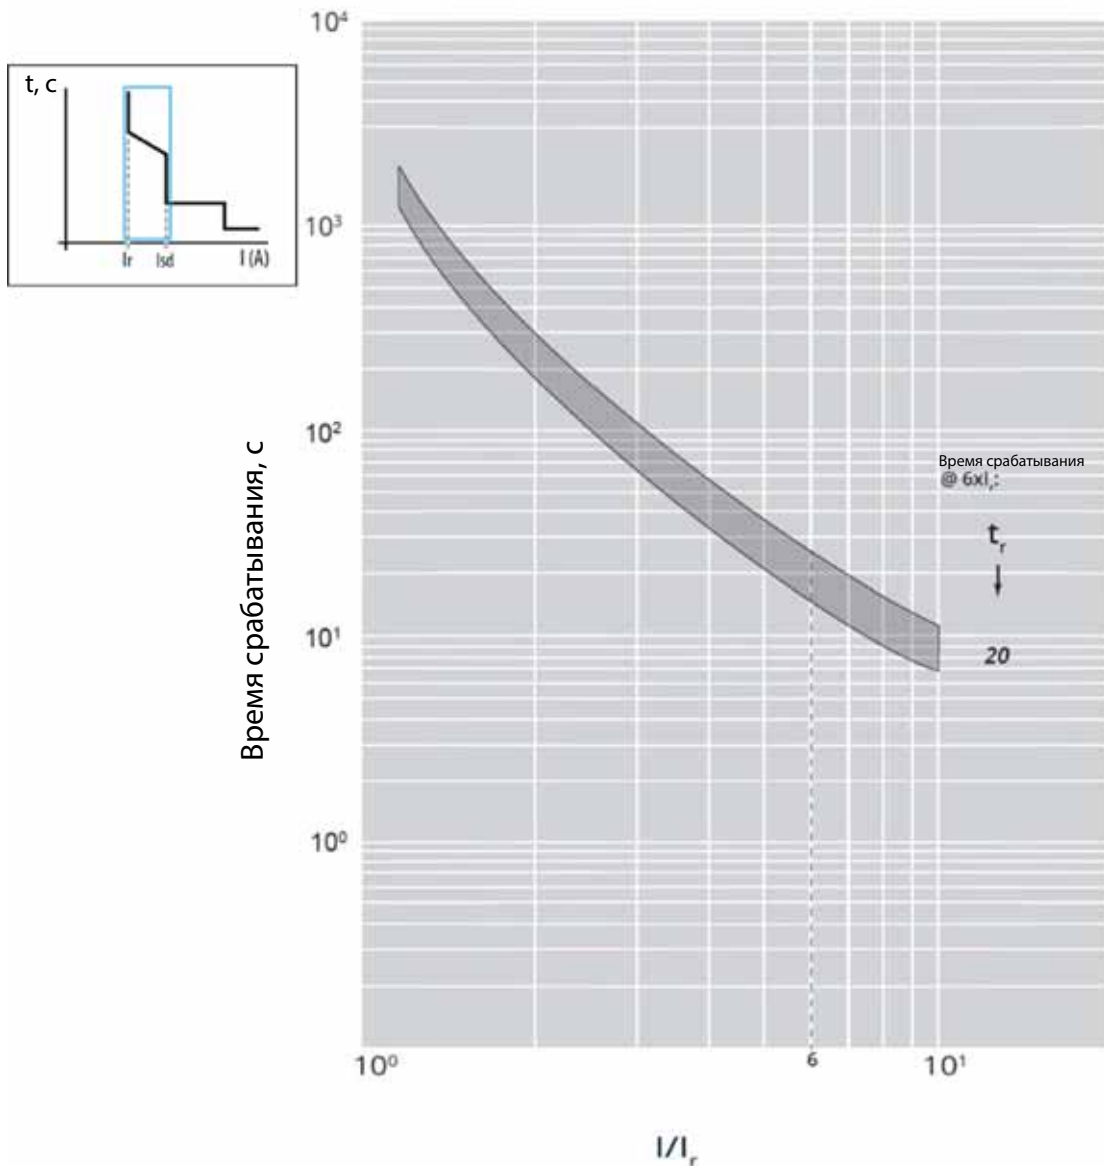 10⁴
t, c
Ir Isd I (A)
10³
10²
Время срабатывания, с
Время срабатывания
@ 6xIᵣ:
tᵣ
10¹
20
10⁰
10⁰ 6 10¹
I/Iᵣ